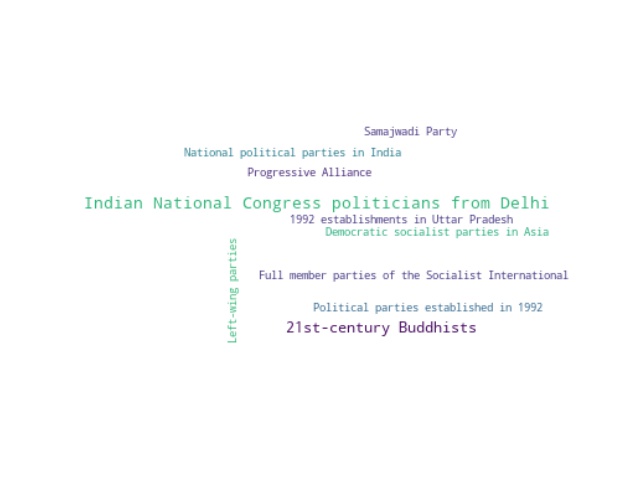 Samajwadi Party
National political parties in India
Progressive Alliance
Indian National Congress politicians from Delhi
1992 establishments in Uttar Pradesh
Democratic socialist parties in Asia
Left-wing parties
Full member parties of the Socialist International
Political parties established in 1992
21st-century Buddhists